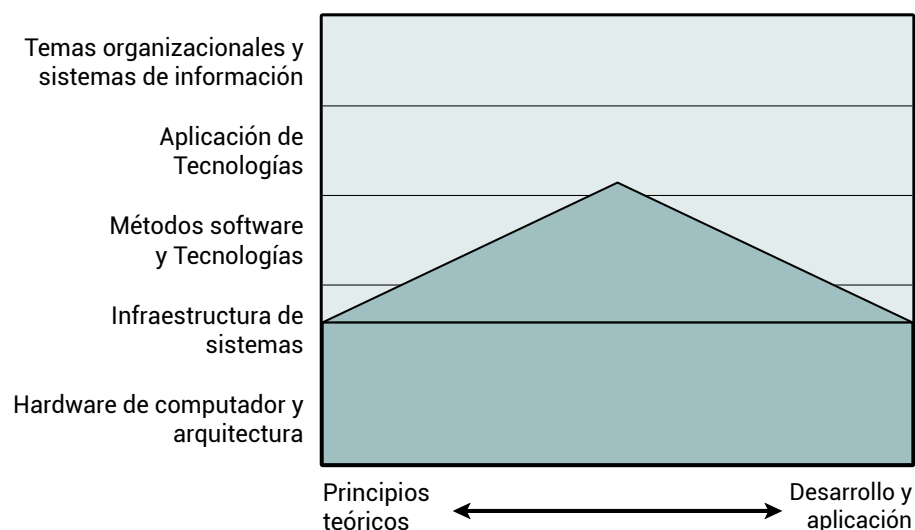 Temas organizacionales y
sistemas de información
Aplicación de
Tecnologías
Métodos software
y Tecnologías
Infraestructura de
sistemas
Hardware de computador y
arquitectura
Principios
teóricos
Desarrollo y
aplicación